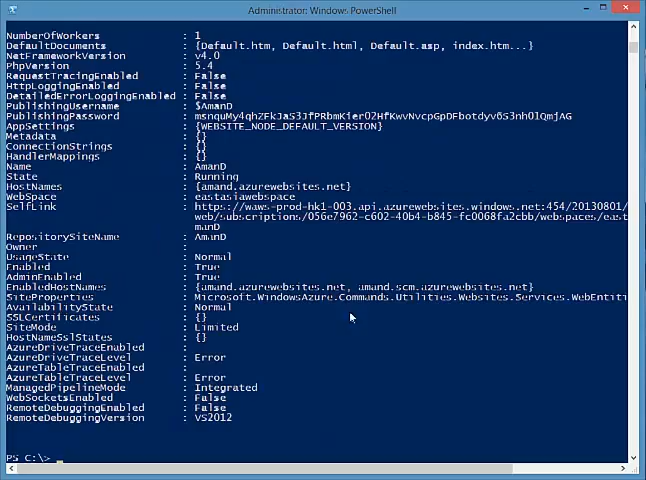 Administrator: Windows PowerShell
NumberOfWorkers : 1
DefaultDocuments : {Default.htm, Default.html, Default.asp, index.htm...}
NetFrameworkVersion : v4.0
PhpVersion : 5.4
RequestTracingEnabled : False
HttpLoggingEnabled : False
DetailedErrorLoggingEnabled : False
PublishingUsername : $AmanD
PublishingPassword : msnquMy4qhZFkJaS3JfPRbmKier02HfKwvNvcpGpDFbotdyv6S3nh01QmjAG
AppSettings : {WEBSITE_NODE_DEFAULT_VERSION}
Metadata : {}
ConnectionStrings : {}
HandlerMappings : {}
Name : AmanD
State : Running
HostNames : {amand.azurewebsites.net}
WebSpace : eastasiawebspace
SelfLink : https://waws-prod-hk1-003.api.azurewebsites.windows.net:454/20130801/
web/subscriptions/056e7962-c602-40b4-b845-fc0068fa2cbb/webspaces/east
manD
RepositorySiteName : AmanD
Owner :
UsageState : Normal
Enabled : True
AdminEnabled : True
EnabledHostNames : {amand.azurewebsites.net, amand.scm.azurewebsites.net}
SiteProperties : Microsoft.WindowsAzure.Commands.Utilities.Websites.Services.WebEntiti
AvailabilityState : Normal
SSLCertificates : {}
SiteMode : Limited
HostNameSslStates : {}
AzureDriveTraceEnabled :
AzureDriveTraceLevel : Error
AzureTableTraceEnabled :
AzureTableTraceLevel : Error
ManagedPipelineMode : Integrated
WebSocketsEnabled : False
RemoteDebuggingEnabled : False
RemoteDebuggingVersion : VS2012
PS C:\> _